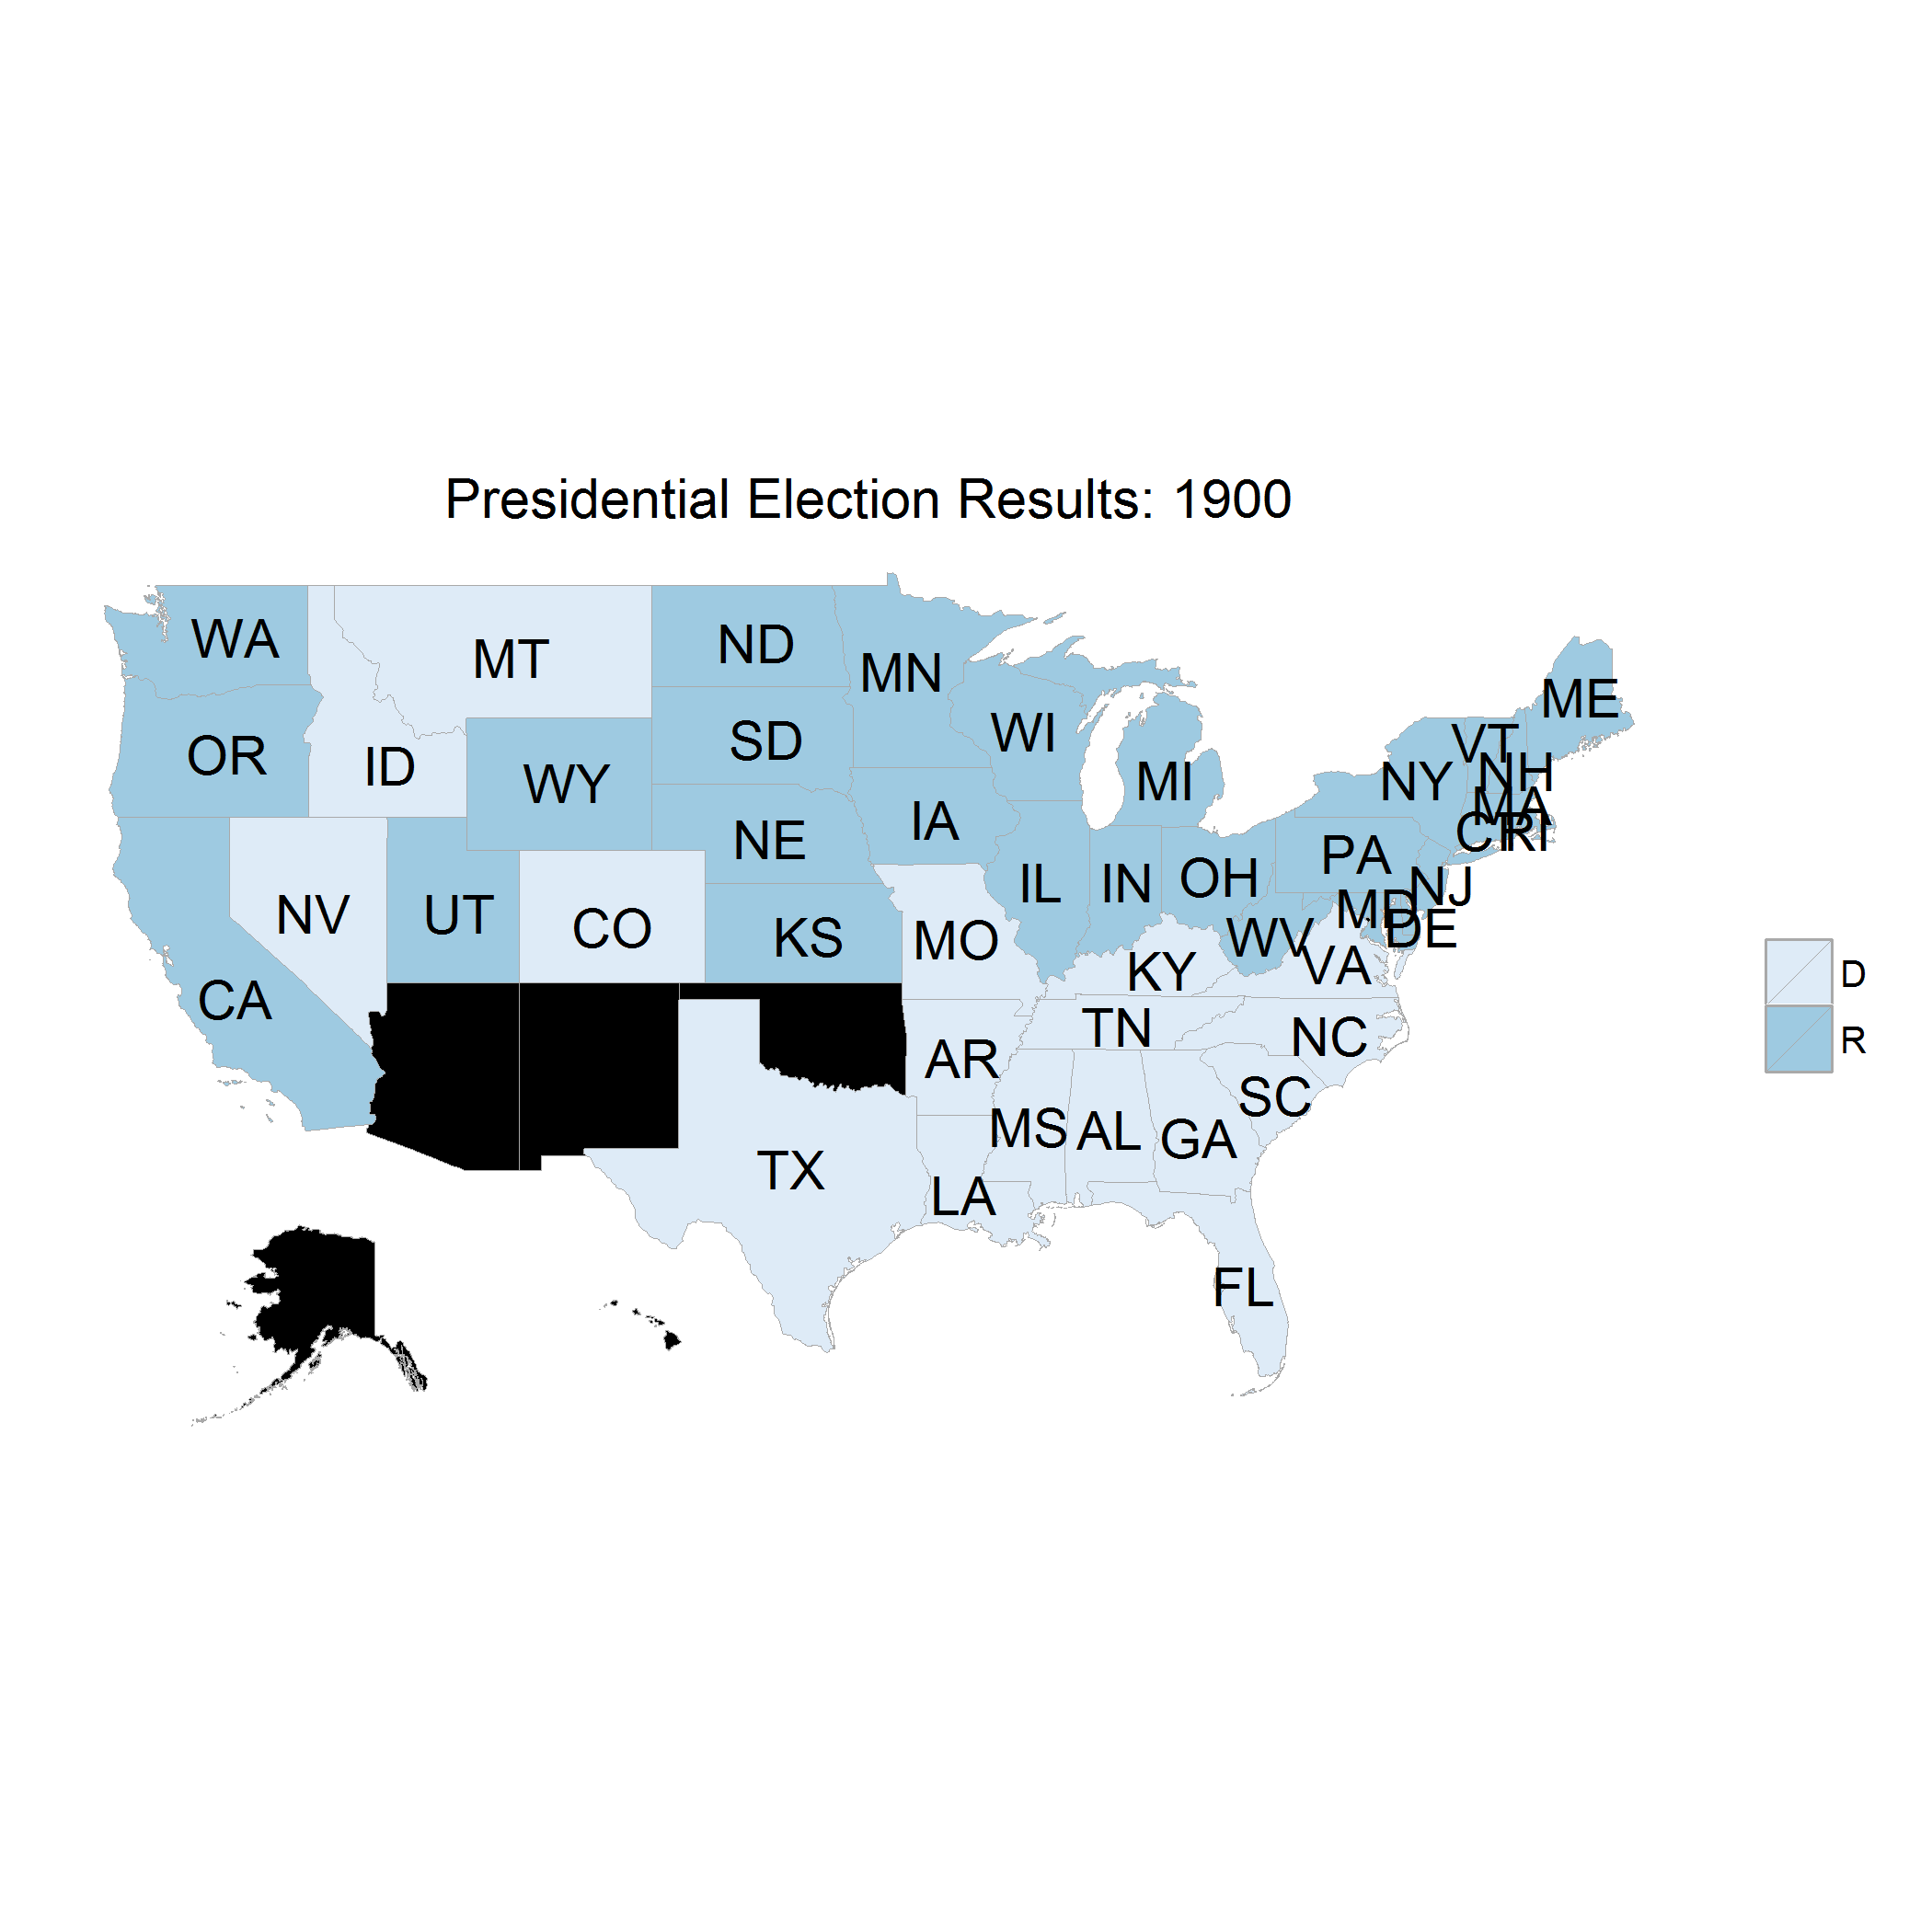 Presidential Election Results: 1900
WA
MT
ND
MN
ME
OR
ID
WY
SD
WI
MI
NY
VT
NH
MA
CT
RI
NE
IA
PA
NJ
NV
UT
CO
KS
MO
IL
IN
OH
MD
DE
WV
VA
KY
CA
TN
NC
AR
SC
MS
AL
GA
TX
LA
FL
D
R